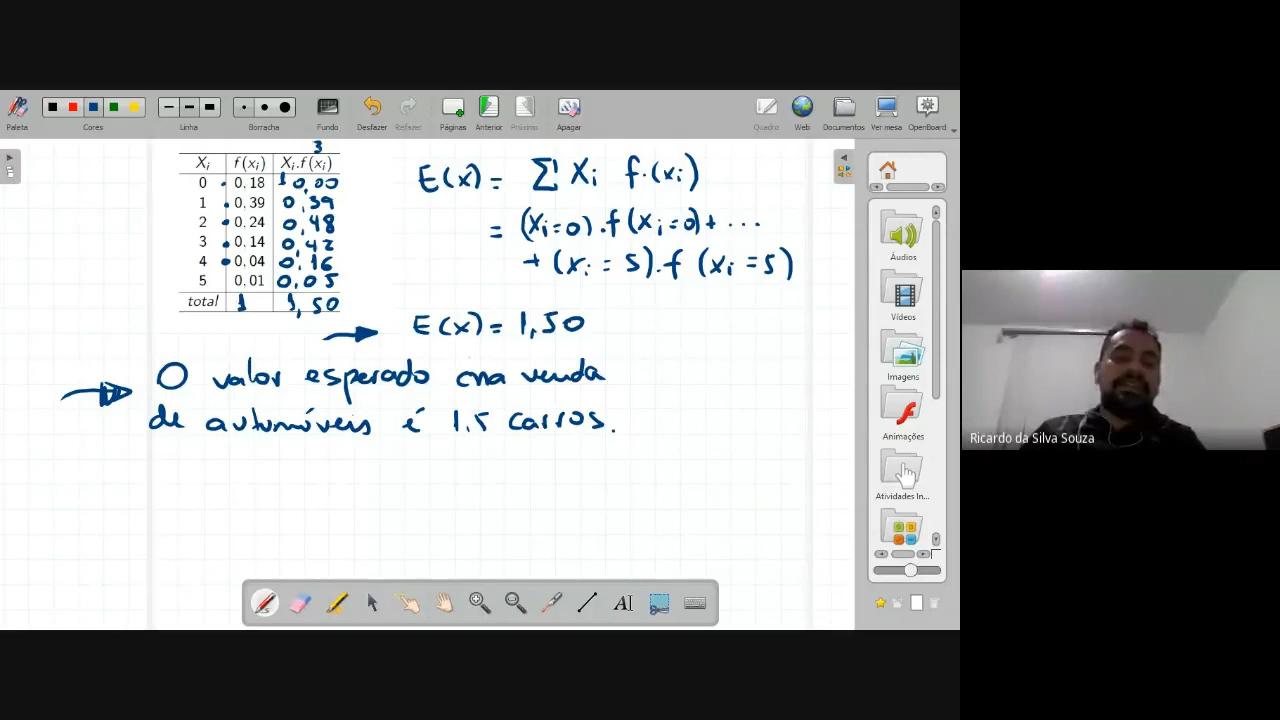 Paleta
Cores
Linha
Borracha
Fundo
Desfazer
Refazer
Páginas
Anterior
Próximo
Apagar
Quadro
Web
Documentos
Ver mesa
OpenBoard
3
Xi f(xi) Xi.f(xi)
0 0,18 0,00
1 0,39 0,39
2 0,24 0,48
3 0,14 0,42
4 0,04 0,16
5 0,01 0,05
total 1 1,50
E(x) = Σ Xi f.(xi)
= (Xi=0).f(Xi=0)+ ...
+ (xi = 5).f (xi = 5)
E(x) = 1,50
O valor esperado na venda
de automóveis é 1.5 carros.
Áudios
Vídeos
Imagens
Animações
Atividades In...
AI
Ricardo da Silva Souza